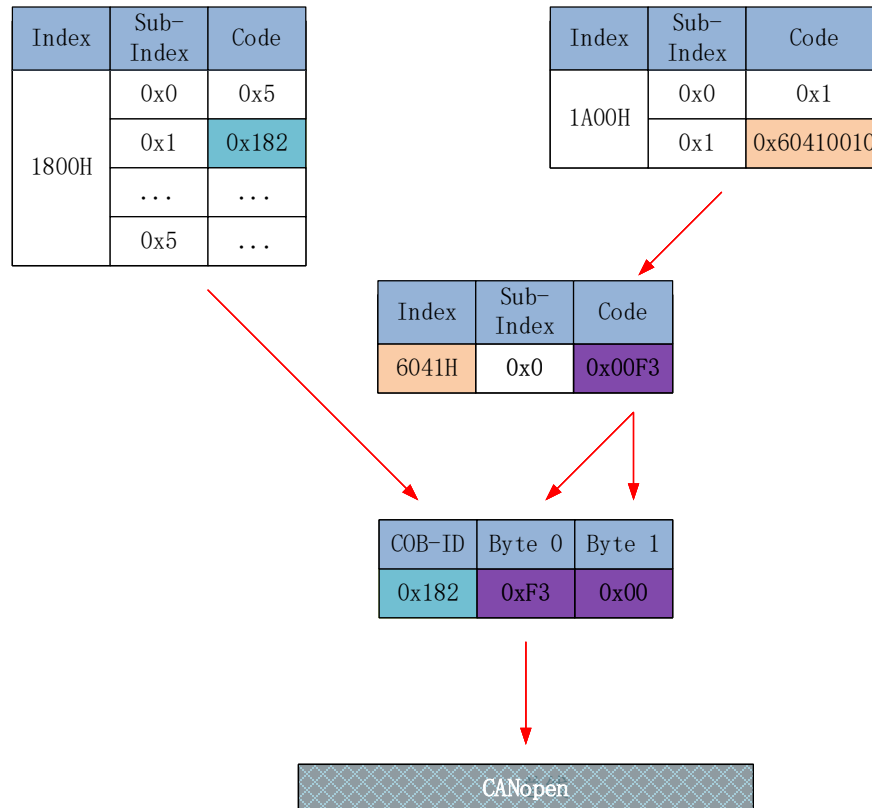 Index Sub-Index Code
1800H 0x0 0x5
0x1 0x182
... ...
0x5 ...
Index Sub-Index Code
1A00H 0x0 0x1
0x1 0x60410010
Index Sub-Index Code
6041H 0x0 0x00F3
COB-ID Byte 0 Byte 1
0x182 0xF3 0x00
CANopen